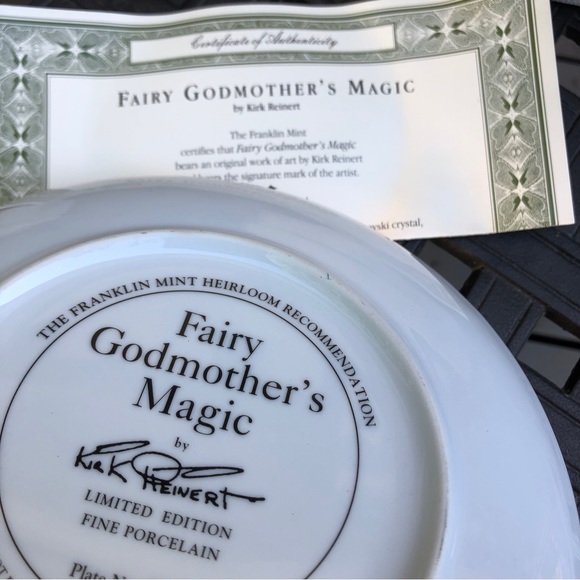 Certificate of Authenticity
FAIRY GODMOTHER'S MAGIC
by Kirk Reinert
The Franklin Mint
certifies that Fairy Godmother's Magic
bears an original work of art by Kirk Reinert
the signature mark of the artist.
crystal,
THE FRANKLIN MINT HEIRLOOM RECOMMENDATION
Fairy
Godmother's
Magic
by
Kirk Reinert
LIMITED EDITION
FINE PORCELAIN
Plate